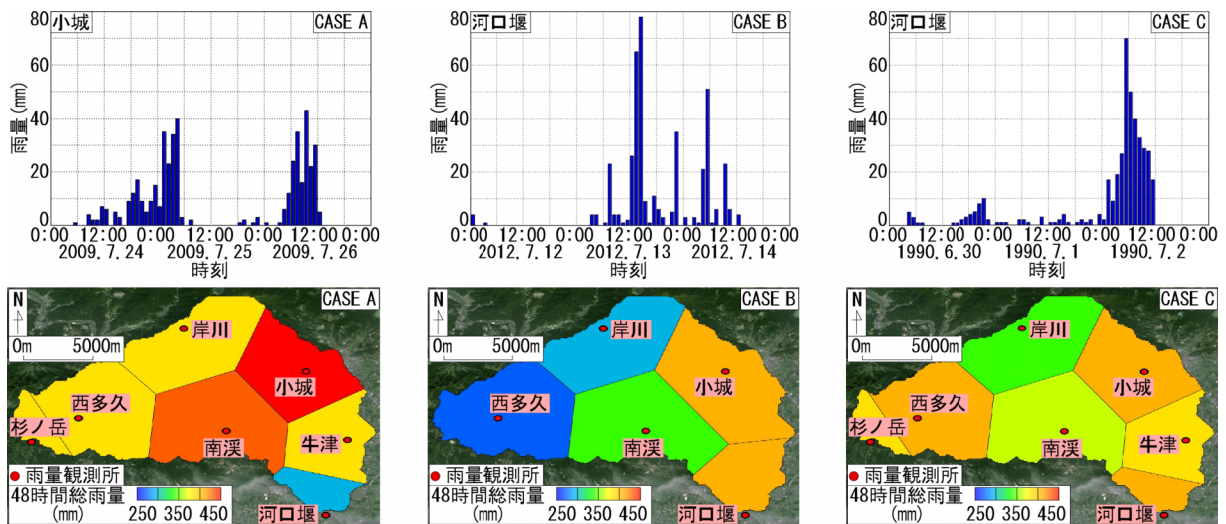 小城
CASE A
80
60
40
20
0
雨量(mm)
0:00 12:00 0:00 12:00 0:00 12:00 0:00
2009.7.24 2009.7.25 2009.7.26
時刻
河口堰
CASE B
80
60
40
20
0
雨量(mm)
0:00 12:00 0:00 12:00 0:00 12:00 0:00
2012.7.12 2012.7.13 2012.7.14
時刻
河口堰
CASE C
80
60
40
20
0
雨量(mm)
0:00 12:00 0:00 12:00 0:00 12:00 0:00
1990.6.30 1990.7.1 1990.7.2
時刻
N
CASE A
0m 5000m
岸川
小城
西多久
杉ノ岳
南渓
牛津
雨量観測所
48時間総雨量
(mm)
250 350 450
河口堰
N
CASE B
0m 5000m
岸川
小城
西多久
南渓
雨量観測所
48時間総雨量
(mm)
250 350 450
河口堰
N
CASE C
0m 5000m
岸川
小城
西多久
杉ノ岳
南渓
牛津
雨量観測所
48時間総雨量
(mm)
250 350 450
河口堰